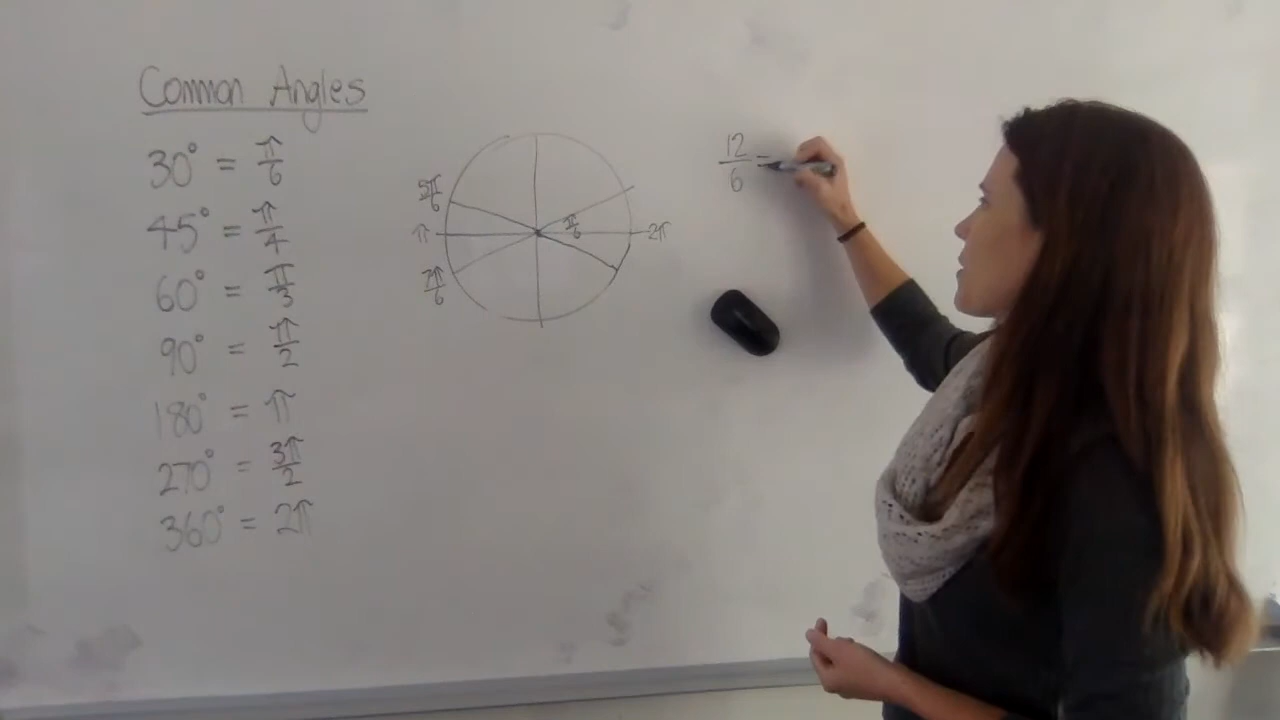 Common Angles
30° = π/6
45° = π/4
60° = π/3
90° = π/2
180° = π
270° = 3π/2
360° = 2π
5π/6
π
7π/6
π/6
2π
12/6 =